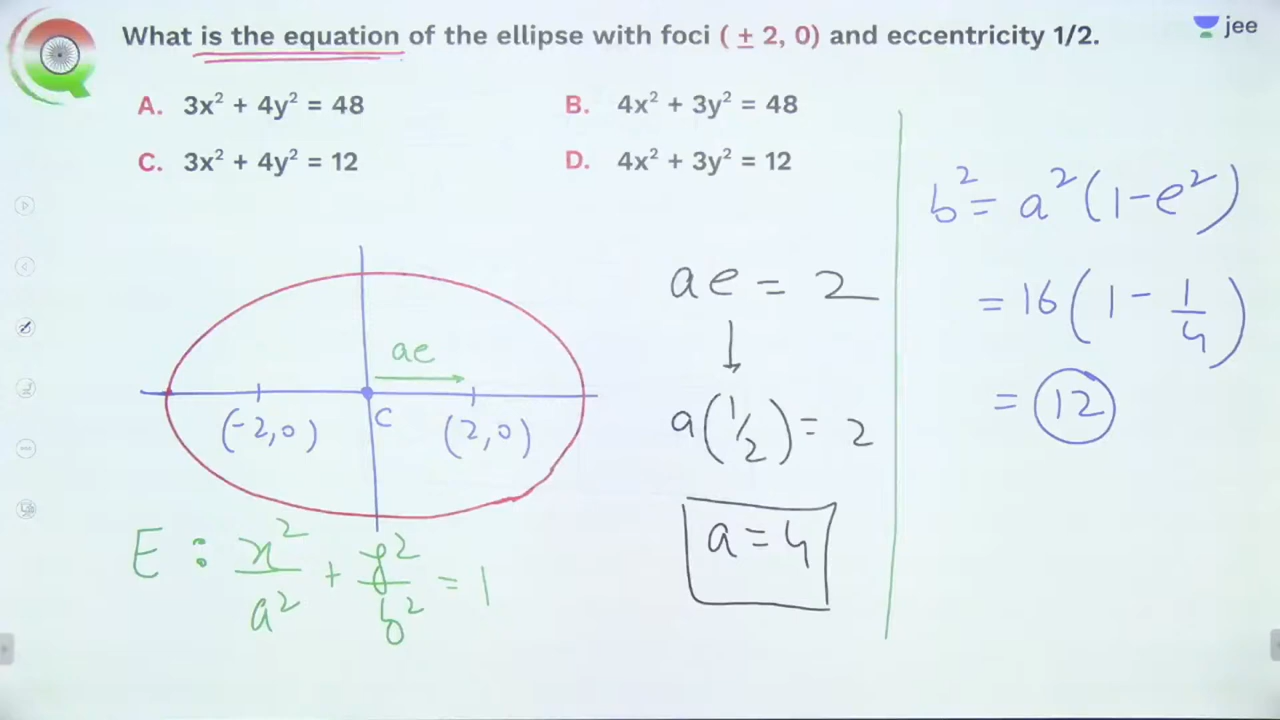 What is the equation of the ellipse with foci ( ± 2, 0) and eccentricity 1/2.
jee
A. 3x² + 4y² = 48
B. 4x² + 3y² = 48
C. 3x² + 4y² = 12
D. 4x² + 3y² = 12
ae
(-2,0)
C
(2,0)
E : x²/a² + y²/b² = 1
ae = 2
a(1/2) = 2
a = 4
b² = a²(1-e²)
= 16(1 - 1/4)
= 12